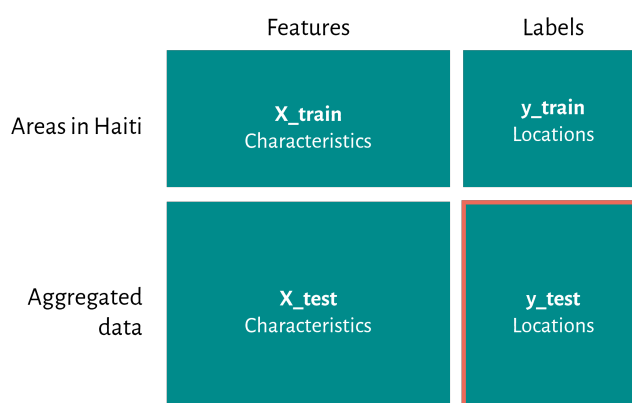 Features
Labels
Areas in Haiti
X_train
Characteristics
y_train
Locations
Aggregated
data
X_test
Characteristics
y_test
Locations